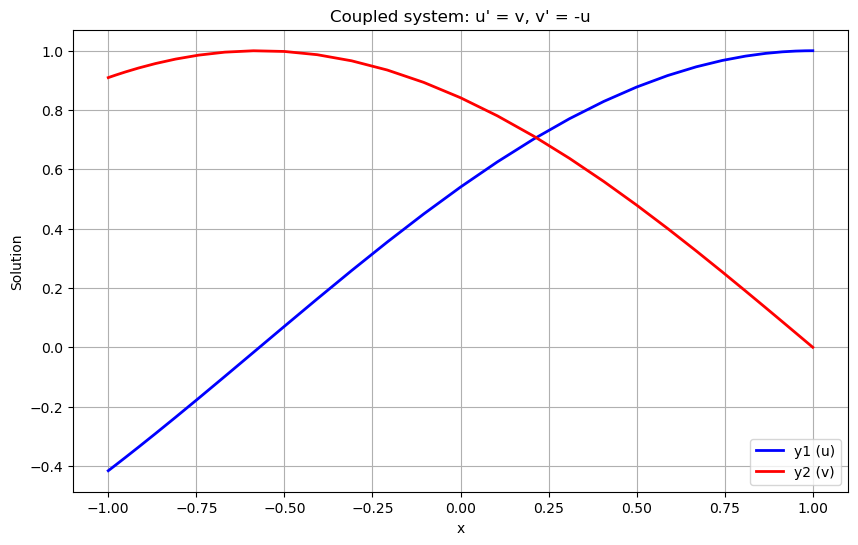 Coupled system: u' = v, v' = -u
Solution
1.0
0.8
0.6
0.4
0.2
0.0
−0.2
−0.4
−1.00 −0.75 −0.50 −0.25 0.00 0.25 0.50 0.75 1.00
x
y1 (u)
y2 (v)